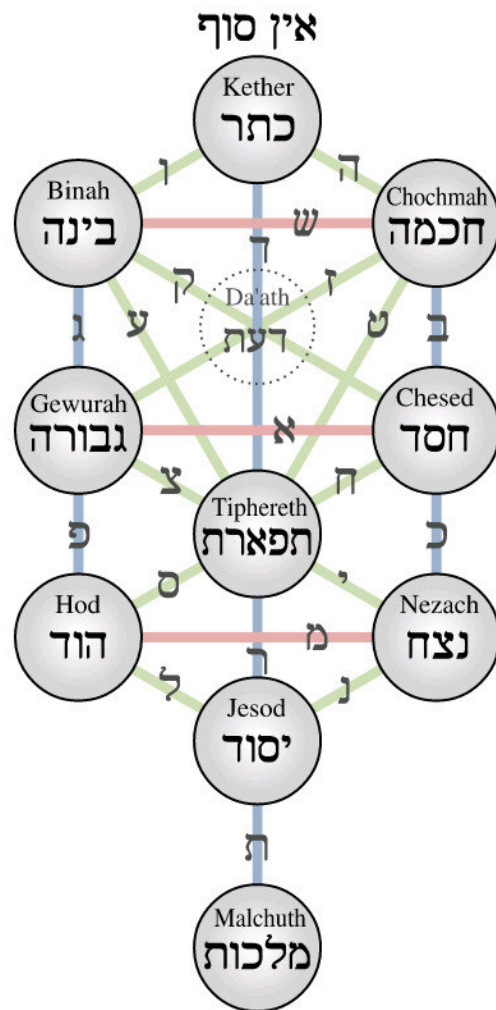 אין סוף
Kether
כתר
ו
ה
Binah
בינה
Chochmah
חכמה
ש
ד
ק
ז
Da'ath
דעת
ג
ע
ט
ב
Gewurah
גבורה
Chesed
חסד
א
צ
ח
Tiphereth
תפארת
פ
כ
ס
י
Hod
הוד
Nezach
נצח
מ
ר
ל
נ
Jesod
יסוד
ת
Malchuth
מלכות